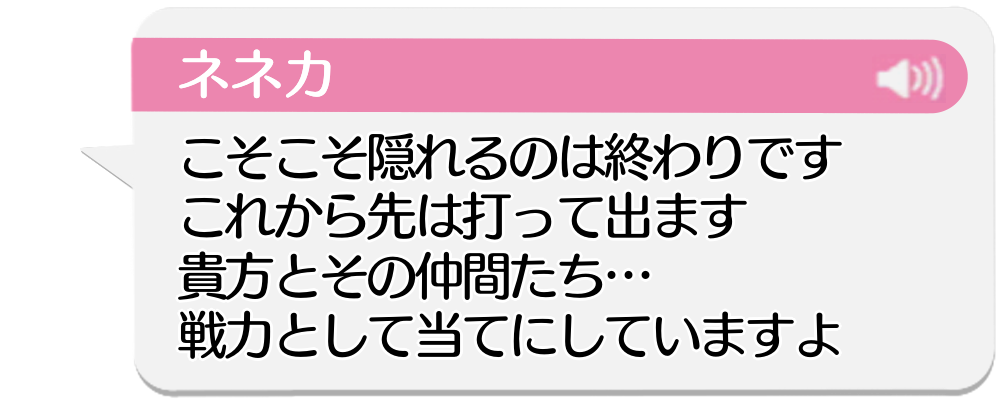 ネネカ
こそこそ隠れるのは終わりです
これから先は打って出ます
貴方とその仲間たち…
戦力として当てにしていますよ